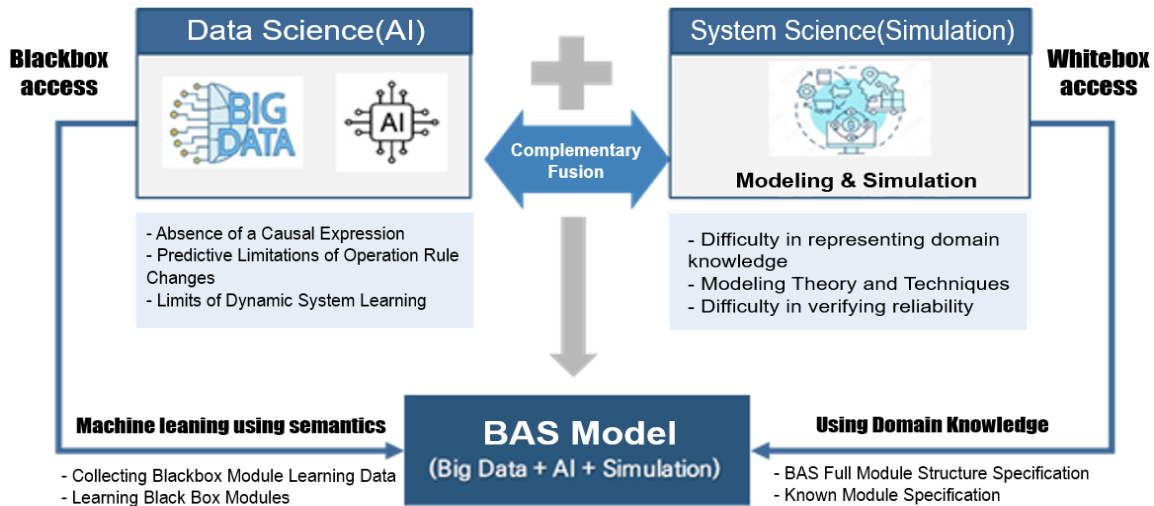 Data Science(AI)
System Science(Simulation)
Blackbox
access
Whitebox
access
BIG
DATA
AI
Complementary
Fusion
Modeling & Simulation
- Absence of a Causal Expression
- Predictive Limitations of Operation Rule
Changes
- Limits of Dynamic System Learning
- Difficulty in representing domain
knowledge
- Modeling Theory and Techniques
- Difficulty in verifying reliability
Machine leaning using semantics
BAS Model
(Big Data + AI + Simulation)
Using Domain Knowledge
- Collecting Blackbox Module Learning Data
- Learning Black Box Modules
- BAS Full Module Structure Specification
- Known Module Specification